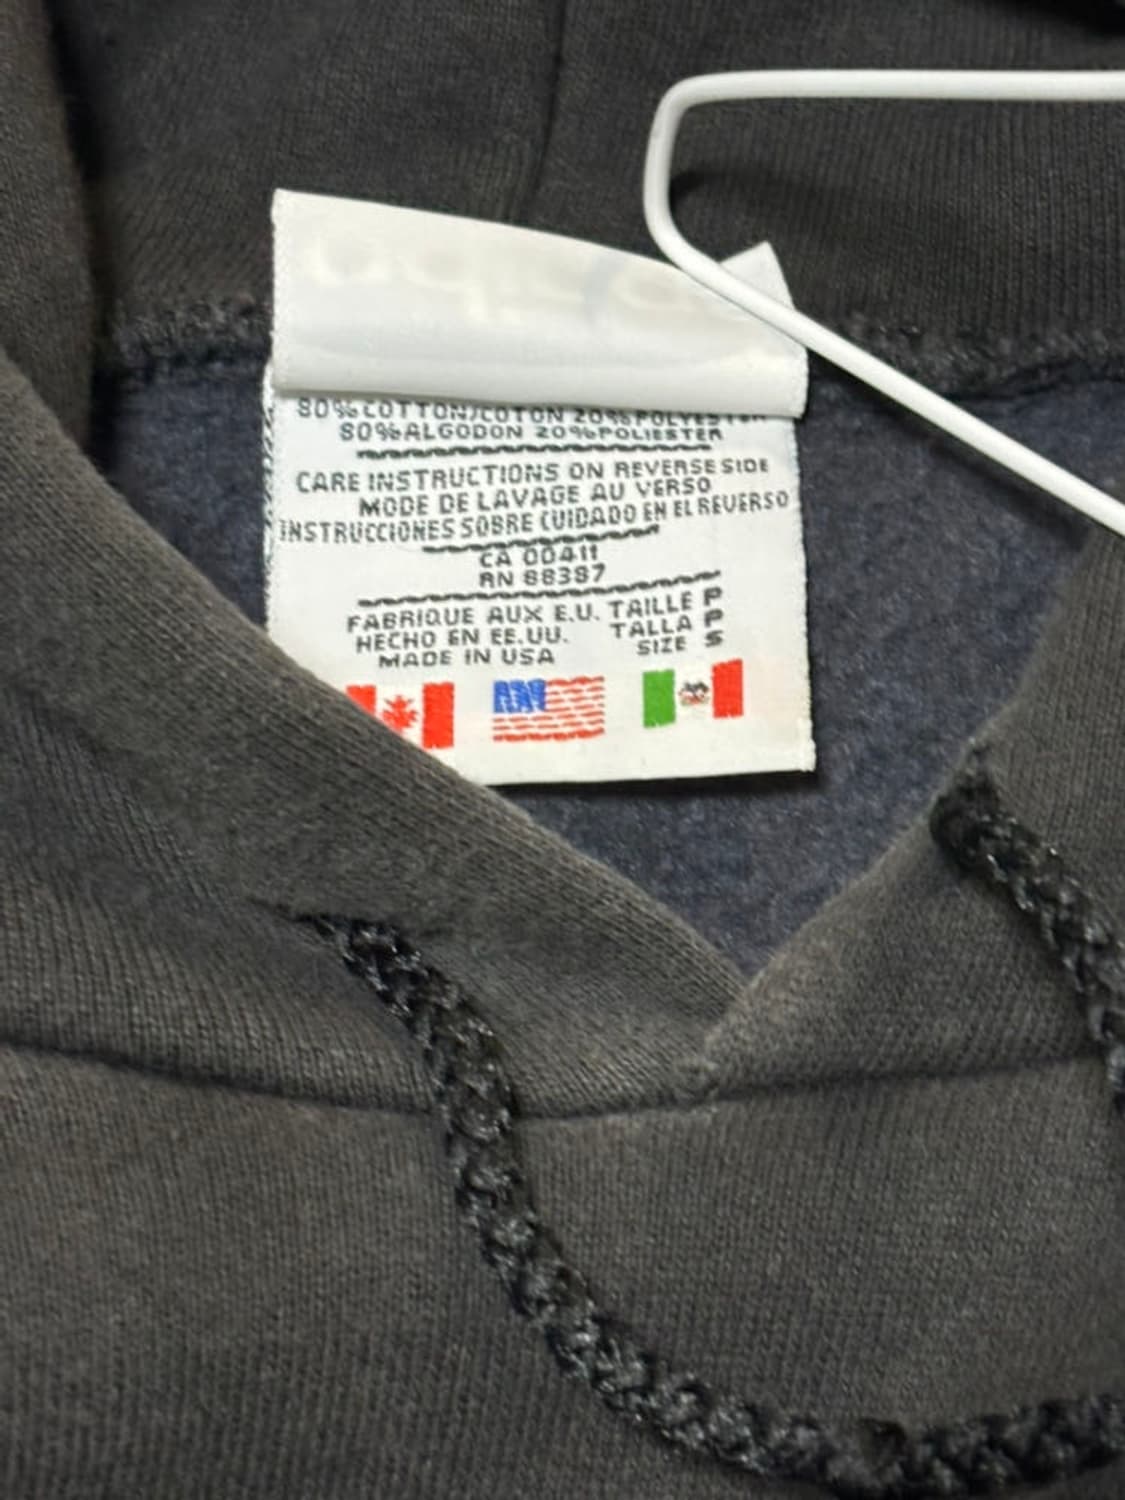 80% COTTON/COTON 20% POLYESTER
80% ALGODON 20% POLIESTER
CARE INSTRUCTIONS ON REVERSE SIDE
MODE DE LAVAGE AU VERSO
INSTRUCCIONES SOBRE CUIDADO EN EL REVERSO
CA 00411
RN 88387
FABRIQUE AUX E.U. TAILLE P
HECHO EN EE.UU. TALLA P
MADE IN USA SIZE S